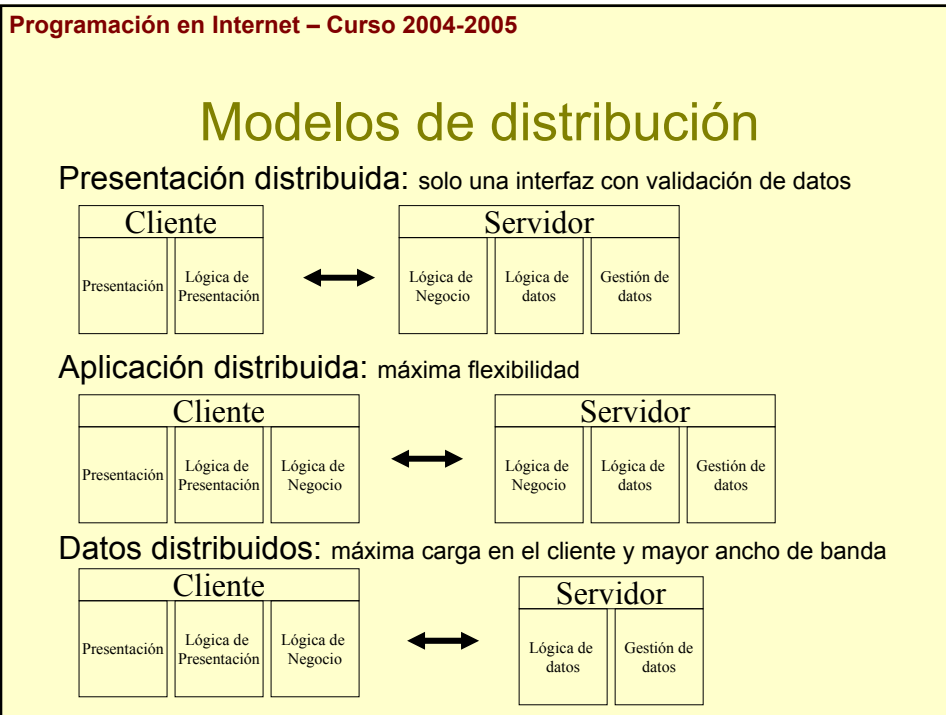 Programación en Internet – Curso 2004-2005
Modelos de distribución
Presentación distribuida: solo una interfaz con validación de datos
Cliente
Presentación
Lógica de
Presentación
Servidor
Lógica de
Negocio
Lógica de
datos
Gestión de
datos
Aplicación distribuida: máxima flexibilidad
Cliente
Presentación
Lógica de
Presentación
Lógica de
Negocio
Servidor
Lógica de
Negocio
Lógica de
datos
Gestión de
datos
Datos distribuidos: máxima carga en el cliente y mayor ancho de banda
Cliente
Presentación
Lógica de
Presentación
Lógica de
Negocio
Servidor
Lógica de
datos
Gestión de
datos